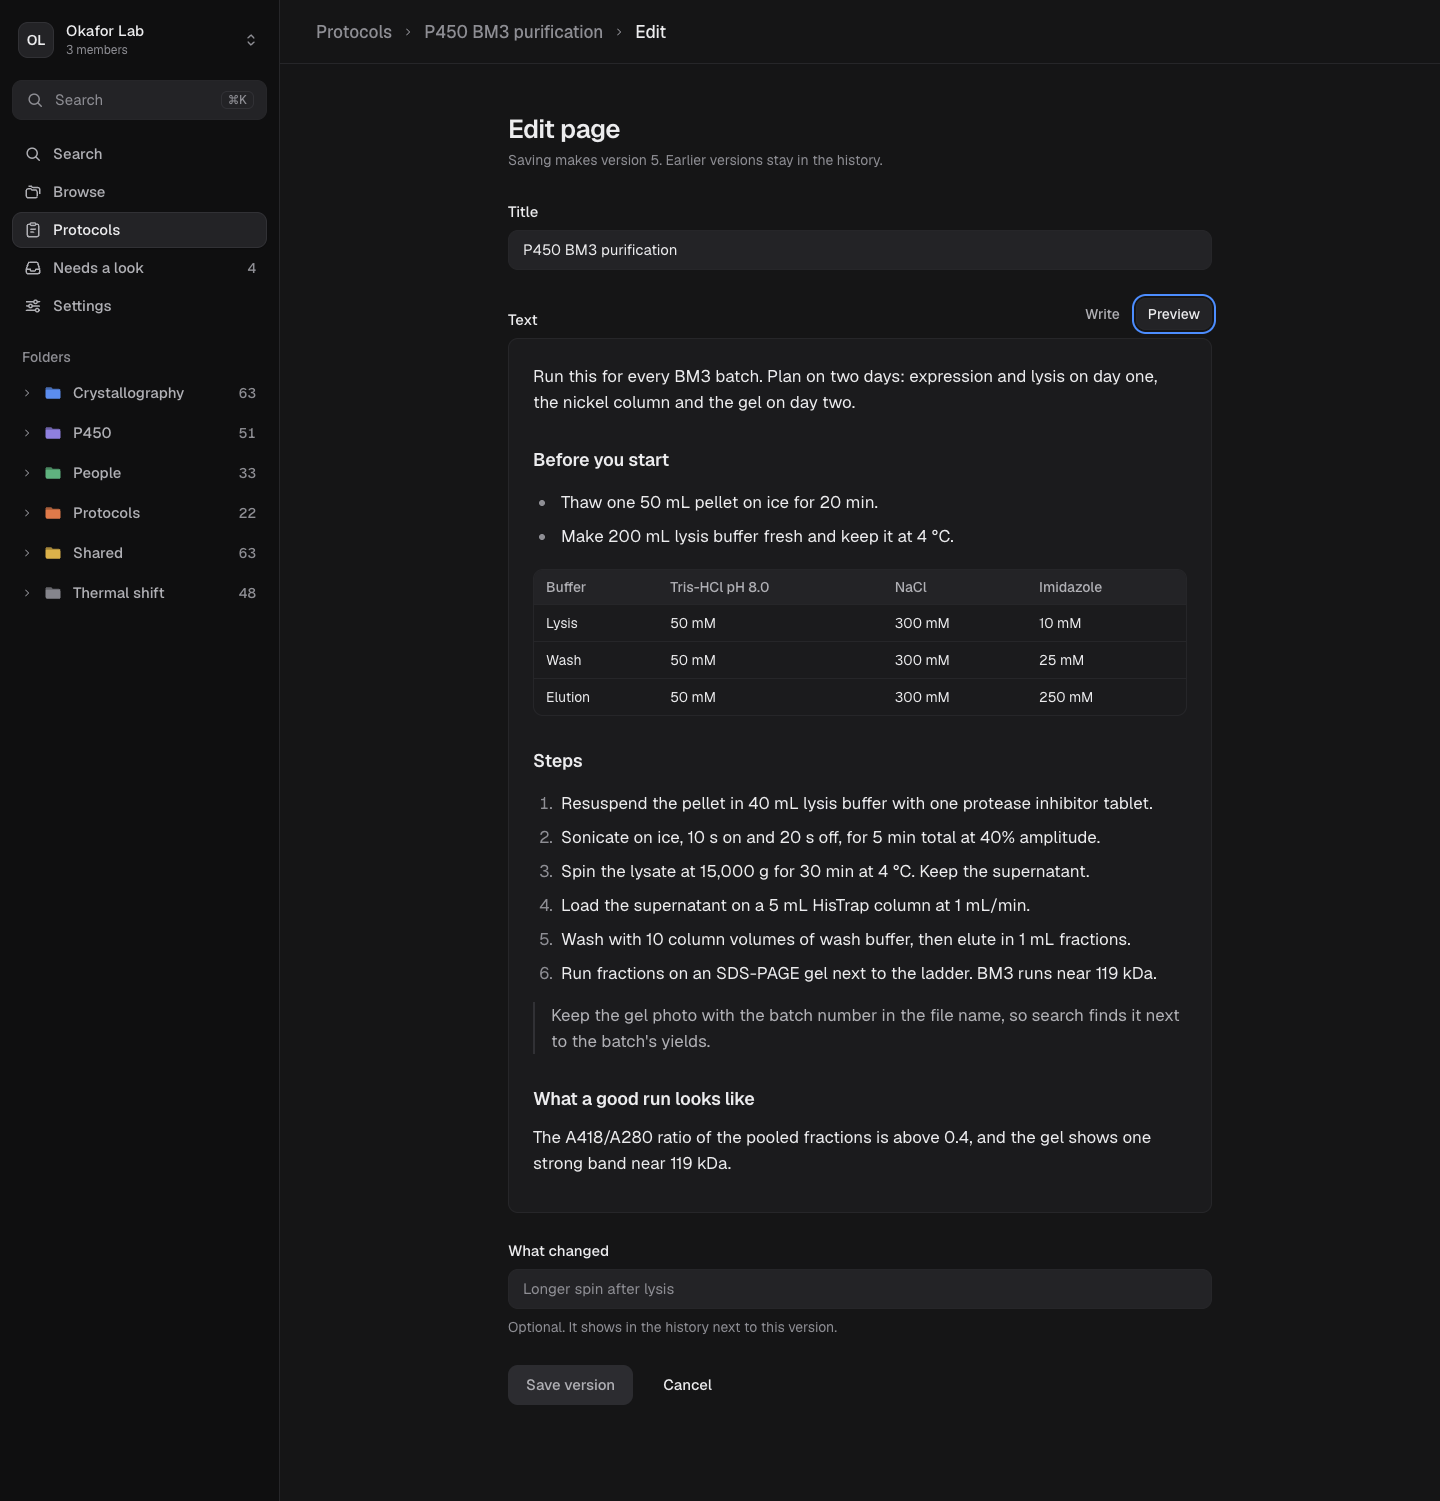 OL
Okafor Lab
3 members
Search
⌘K
Search
Browse
Protocols
Needs a look 4
Settings
Folders
Crystallography 63
P450 51
People 33
Protocols 22
Shared 63
Thermal shift 48
Protocols › P450 BM3 purification › Edit
Edit page
Saving makes version 5. Earlier versions stay in the history.
Title
P450 BM3 purification
Text
Write Preview
Run this for every BM3 batch. Plan on two days: expression and lysis on day one,
the nickel column and the gel on day two.
Before you start
• Thaw one 50 mL pellet on ice for 20 min.
• Make 200 mL lysis buffer fresh and keep it at 4 °C.
Buffer Tris-HCl pH 8.0 NaCl Imidazole
Lysis 50 mM 300 mM 10 mM
Wash 50 mM 300 mM 25 mM
Elution 50 mM 300 mM 250 mM
Steps
1. Resuspend the pellet in 40 mL lysis buffer with one protease inhibitor tablet.
2. Sonicate on ice, 10 s on and 20 s off, for 5 min total at 40% amplitude.
3. Spin the lysate at 15,000 g for 30 min at 4 °C. Keep the supernatant.
4. Load the supernatant on a 5 mL HisTrap column at 1 mL/min.
5. Wash with 10 column volumes of wash buffer, then elute in 1 mL fractions.
6. Run fractions on an SDS-PAGE gel next to the ladder. BM3 runs near 119 kDa.
Keep the gel photo with the batch number in the file name, so search finds it next
to the batch's yields.
What a good run looks like
The A418/A280 ratio of the pooled fractions is above 0.4, and the gel shows one
strong band near 119 kDa.
What changed
Longer spin after lysis
Optional. It shows in the history next to this version.
Save version Cancel